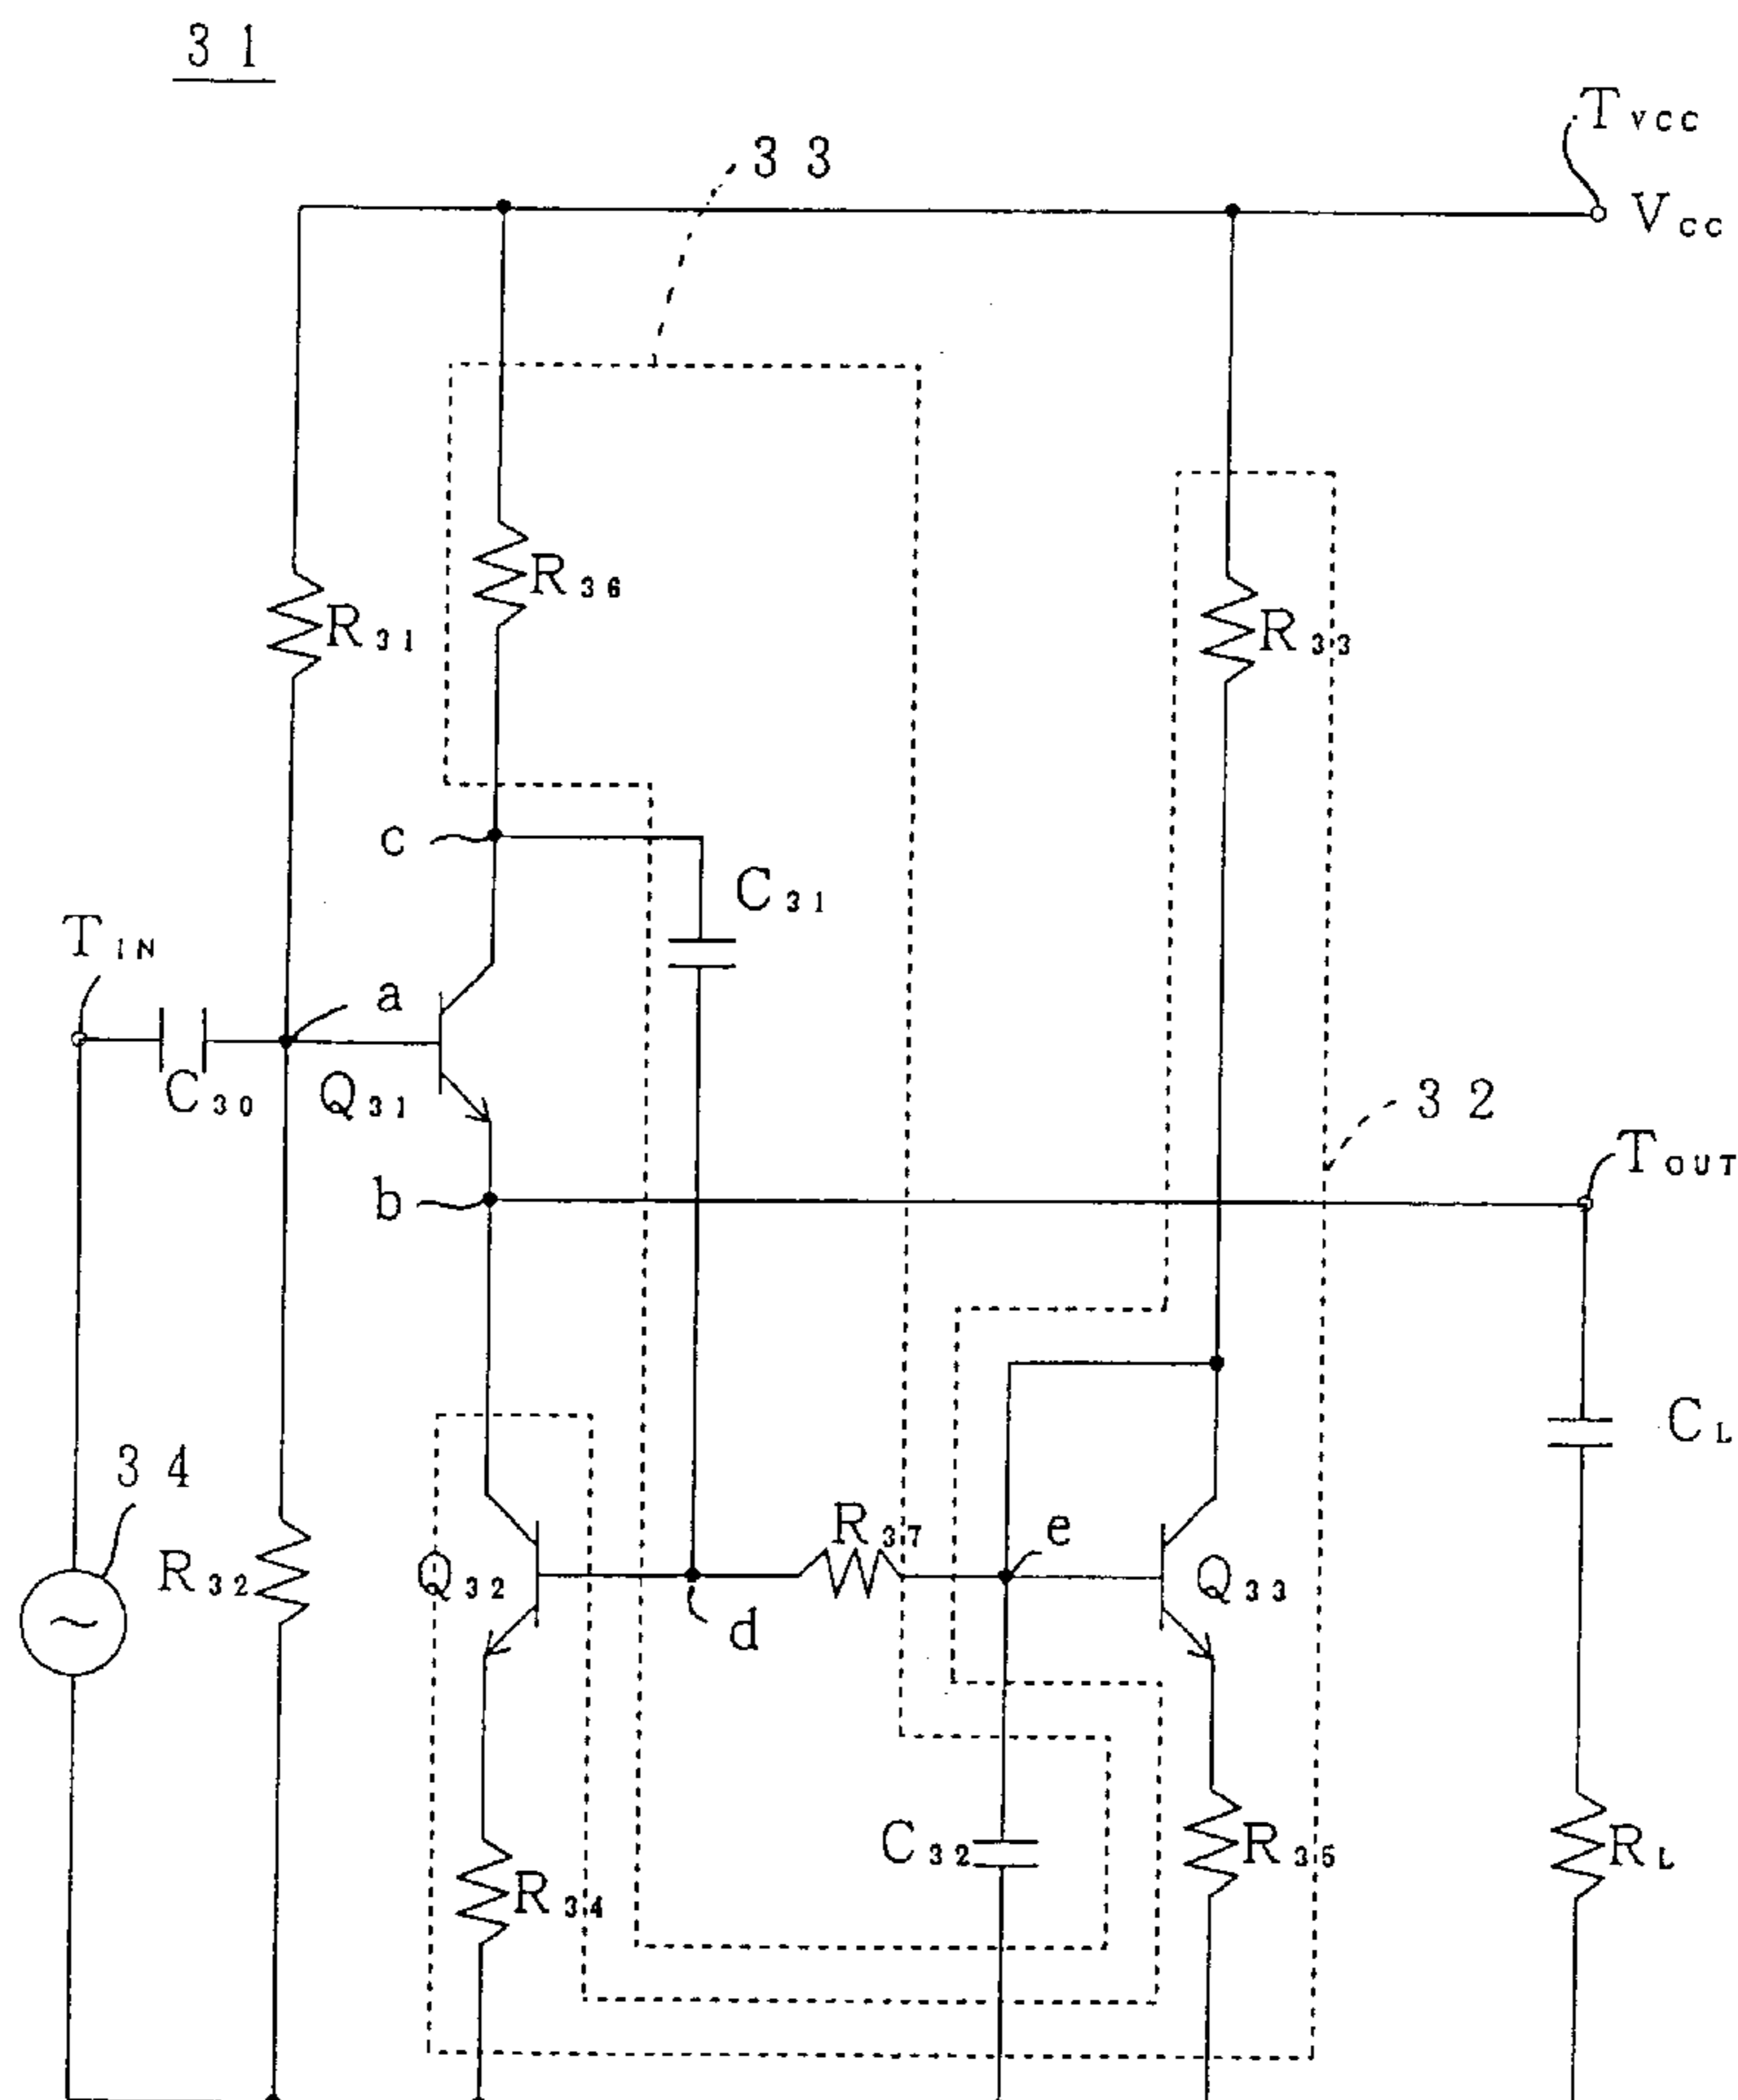 31
TVCC
33
VCC
R36
R31
R33
c
C31
TIN
a
C30
Q31
32
TOUT
b
CL
34
R37
e
R32
Q32
Q33
d
C32
R35
RL
R34